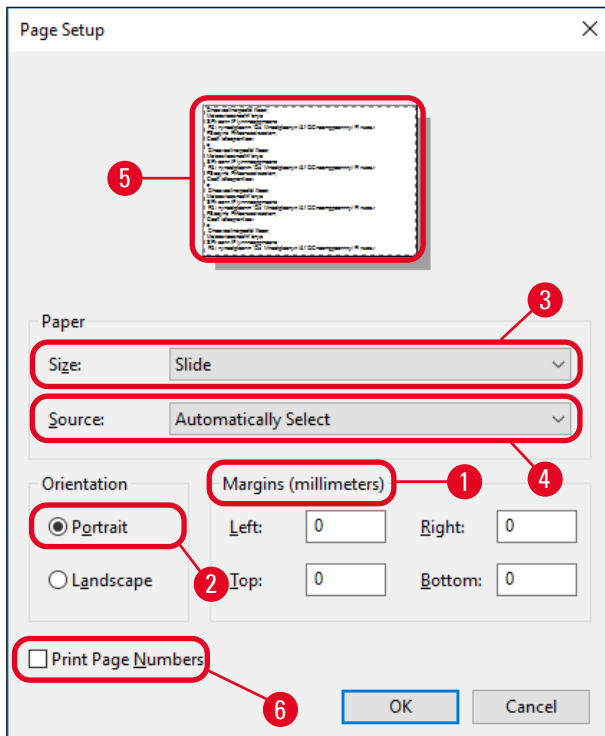 Page Setup
5
3
Paper
Size: Slide
Source: Automatically Select
4
Orientation
Margins (millimeters)
1
Portrait
Left: 0 Right: 0
2
Landscape
Top: 0 Bottom: 0
Print Page Numbers
6
OK Cancel